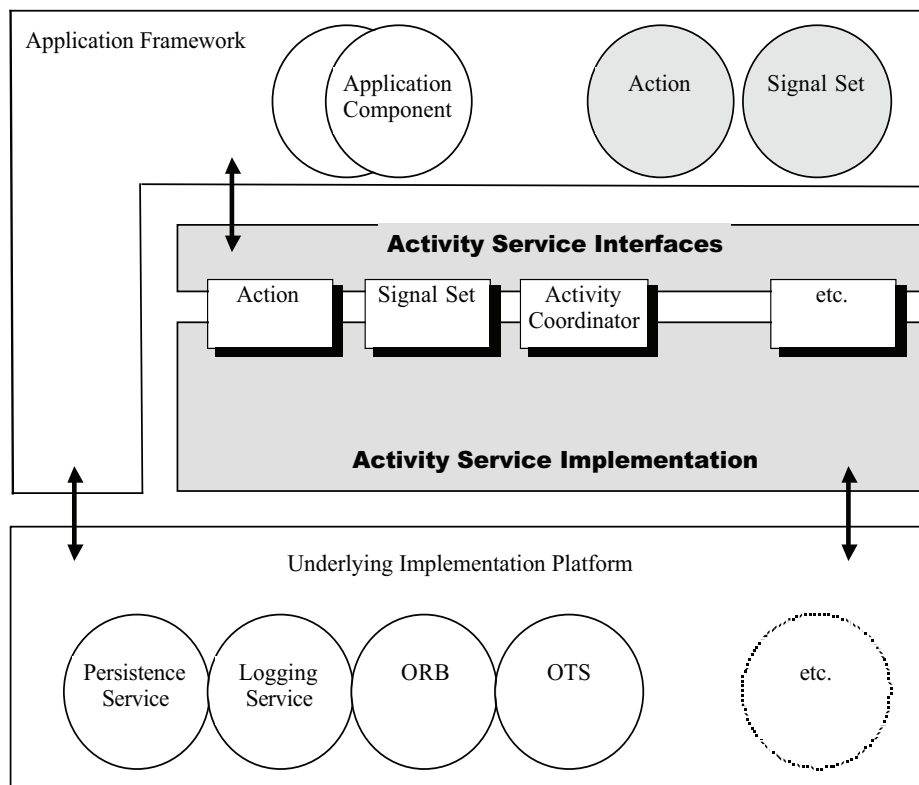 Application Framework
Application
Component
Action
Signal Set
Activity Service Interfaces
Action
Signal Set
Activity
Coordinator
etc.
Activity Service Implementation
Underlying Implementation Platform
Persistence
Service
Logging
Service
ORB
OTS
etc.